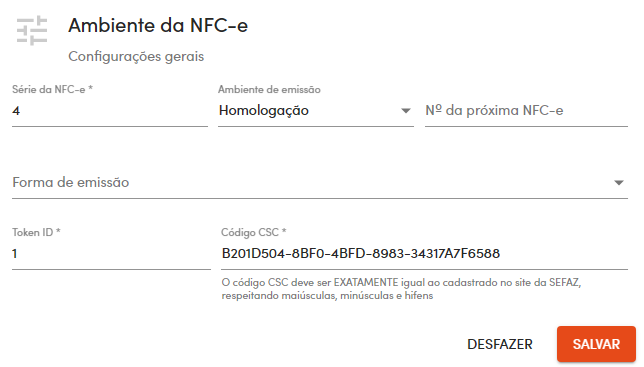 Ambiente da NFC-e
Configurações gerais
Série da NFC-e *
Ambiente de emissão
4
Homologação
Nº da próxima NFC-e
Forma de emissão
Token ID *
Código CSC *
1
B201D504-8BF0-4BFD-8983-34317A7F6588
O código CSC deve ser EXATAMENTE igual ao cadastrado no site da SEFAZ,
respeitando maiúsculas, minúsculas e hifens
DESFAZER
SALVAR